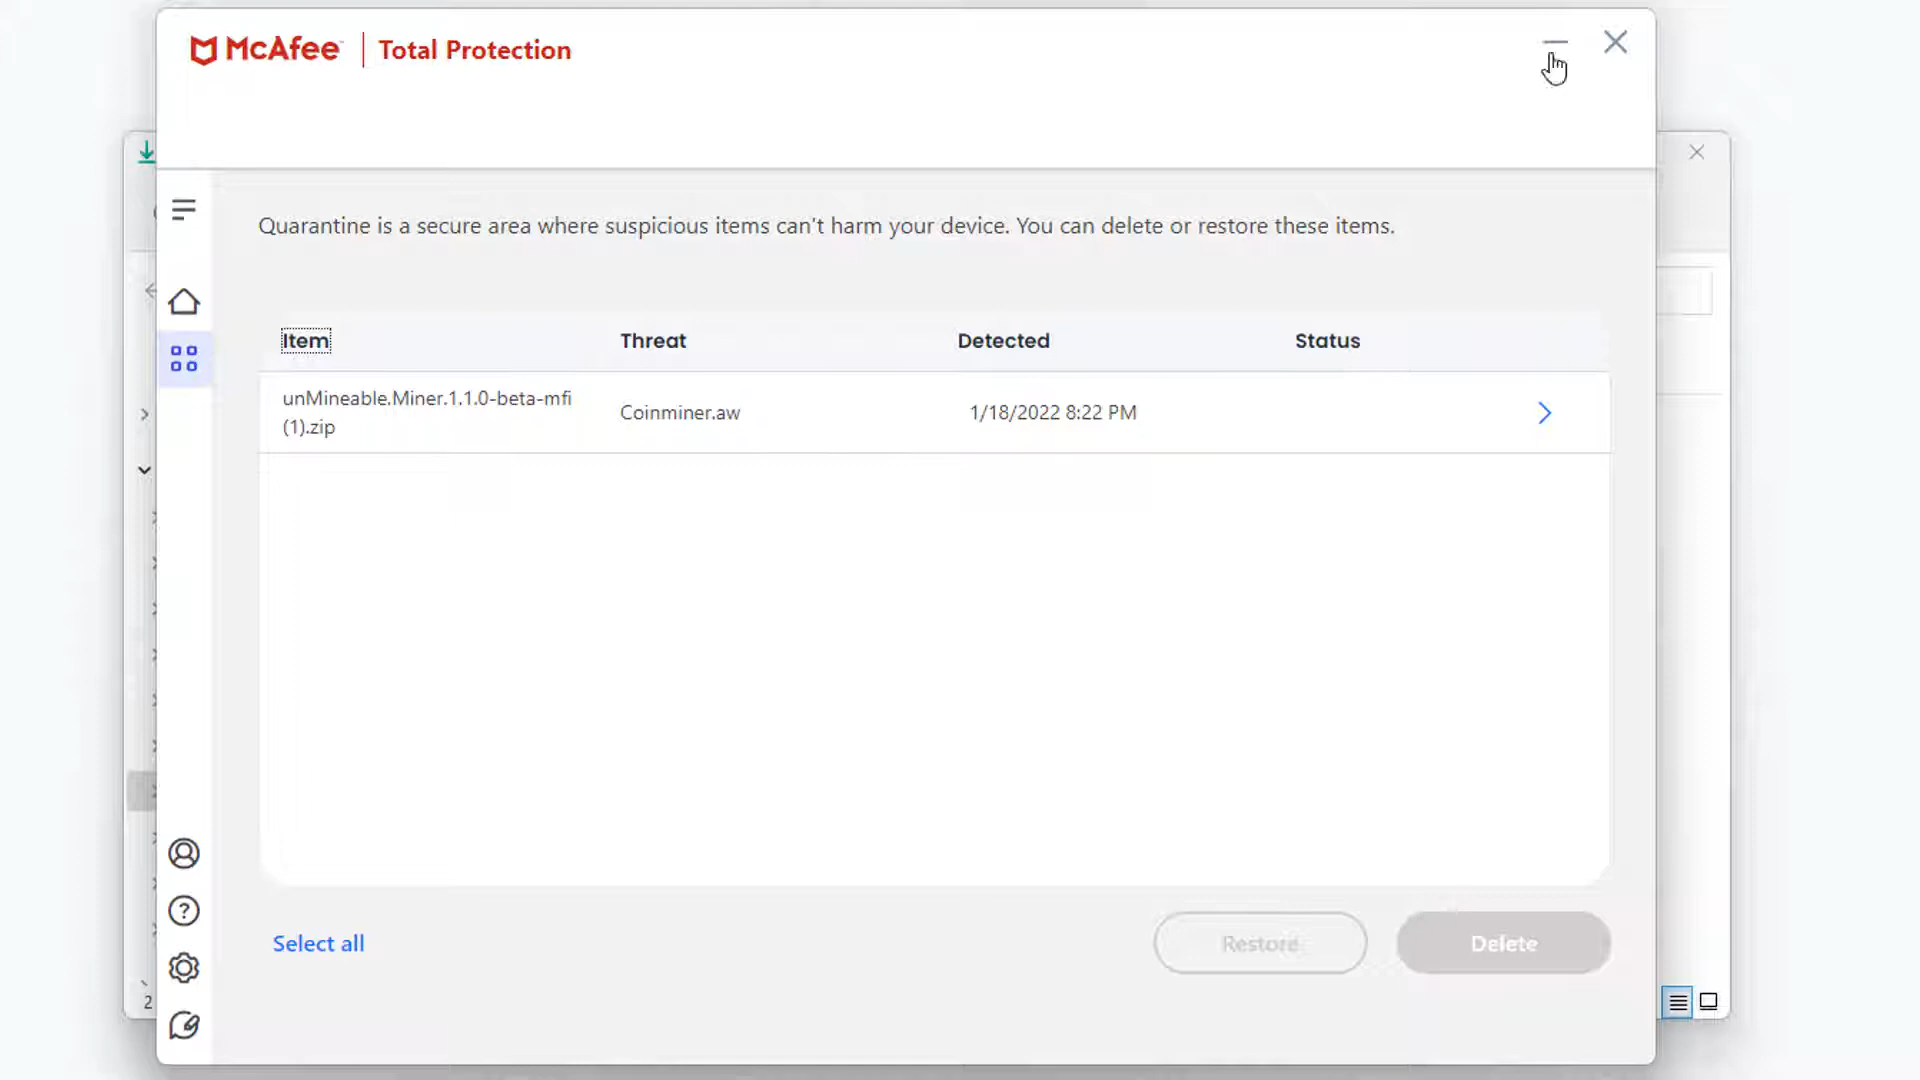 McAfee™ | Total Protection
Quarantine is a secure area where suspicious items can't harm your device. You can delete or restore these items.
Item Threat Detected Status
unMineable.Miner.1.1.0-beta-mfi
(1).zip
Coinminer.aw 1/18/2022 8:22 PM
Select all Restore Delete
2